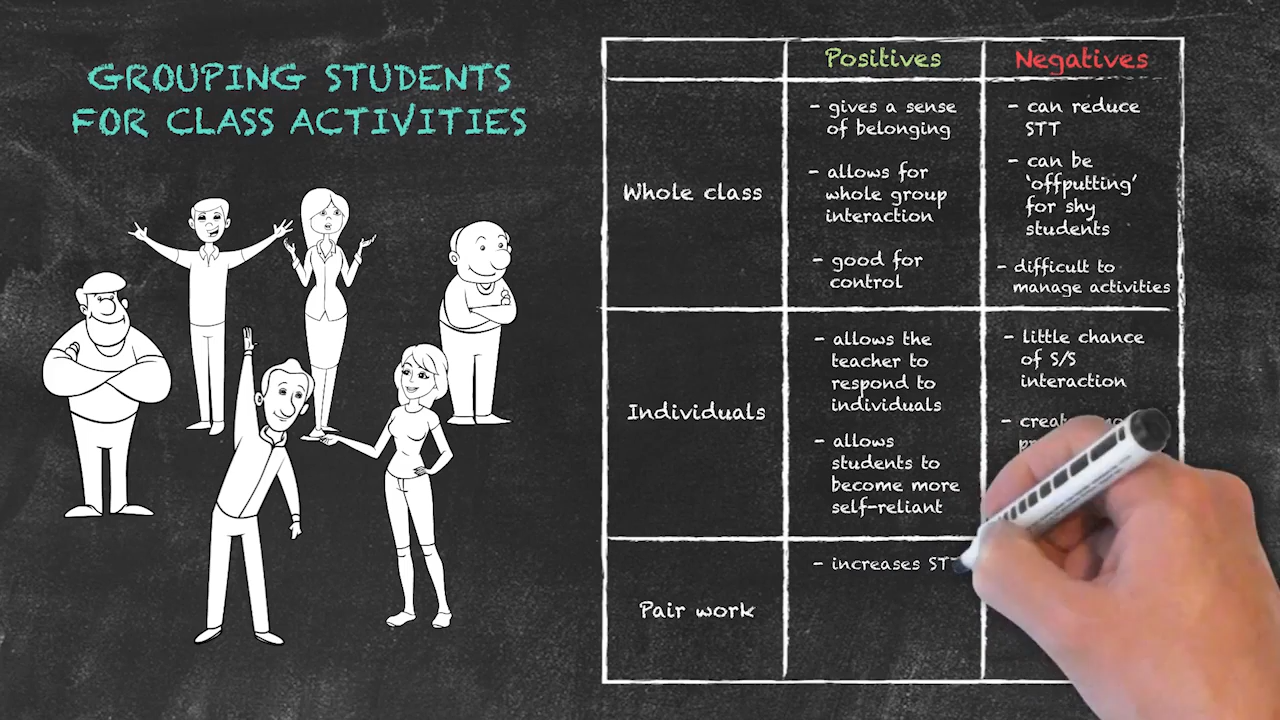 GROUPING STUDENTS
FOR CLASS ACTIVITIES
Positives
Negatives
Whole class
- gives a sense
of belonging
- allows for
whole group
interaction
- good for
control
- can reduce
STT
- can be
'offputting'
for shy
students
- difficult to
manage activities
Individuals
- allows the
teacher to
respond to
individuals
- allows
students to
become more
self-reliant
- little chance
of S/S
interaction
-
Pair work
- increases STT